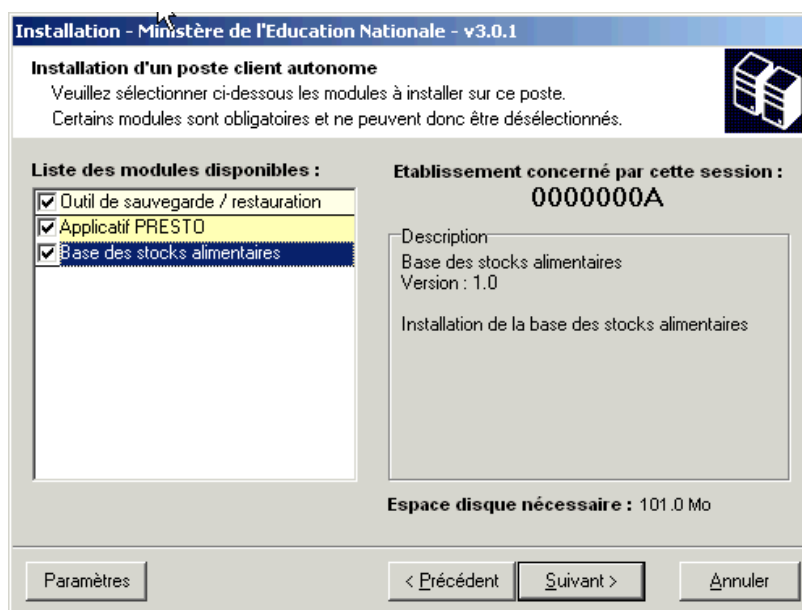 Installation - Ministère de l'Education Nationale - v3.0.1
Installation d'un poste client autonome
Veuillez sélectionner ci-dessous les modules à installer sur ce poste.
Certains modules sont obligatoires et ne peuvent donc être désélectionnés.
Liste des modules disponibles :
Outil de sauvegarde / restauration
Applicatif PRESTO
Base des stocks alimentaires
Etablissement concerné par cette session :
0000000A
Description
Base des stocks alimentaires
Version : 1.0
Installation de la base des stocks alimentaires
Espace disque nécessaire : 101.0 Mo
Paramètres
< Précédent
Suivant >
Annuler